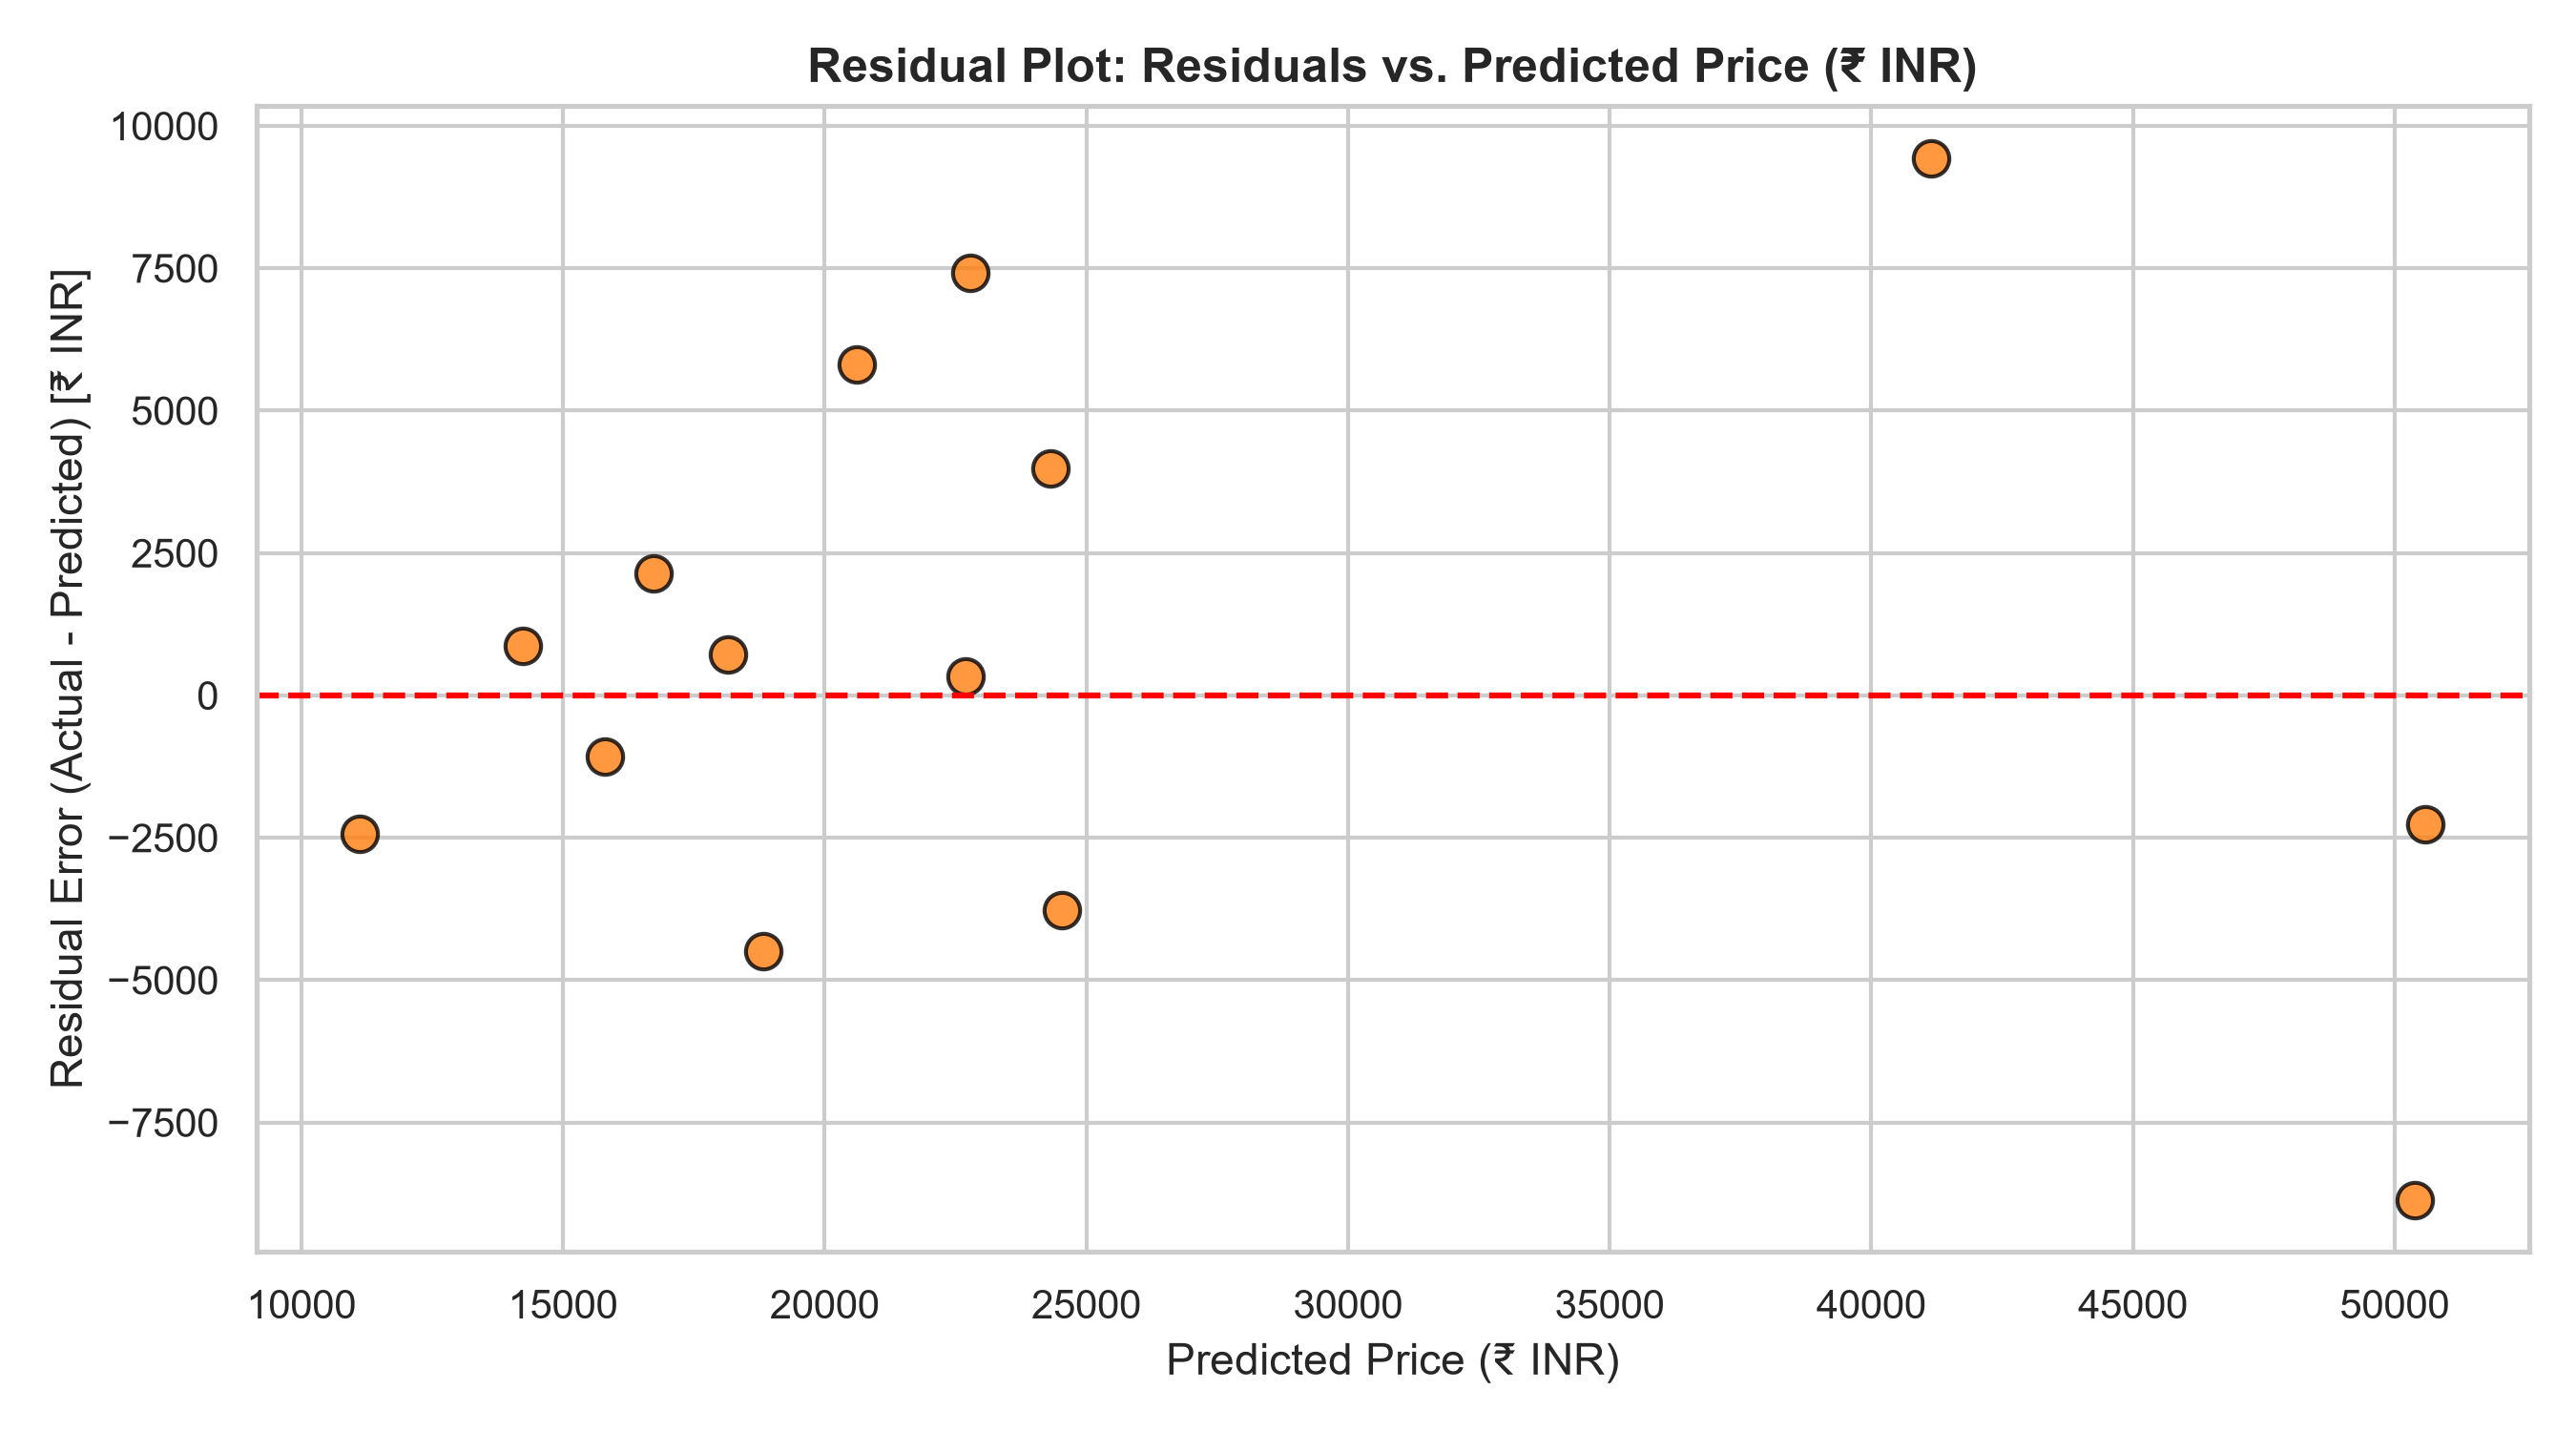 Residual Plot: Residuals vs. Predicted Price (₹ INR)
Residual Error (Actual - Predicted) [₹ INR]
10000
7500
5000
2500
0
−2500
−5000
−7500
10000 15000 20000 25000 30000 35000 40000 45000 50000
Predicted Price (₹ INR)